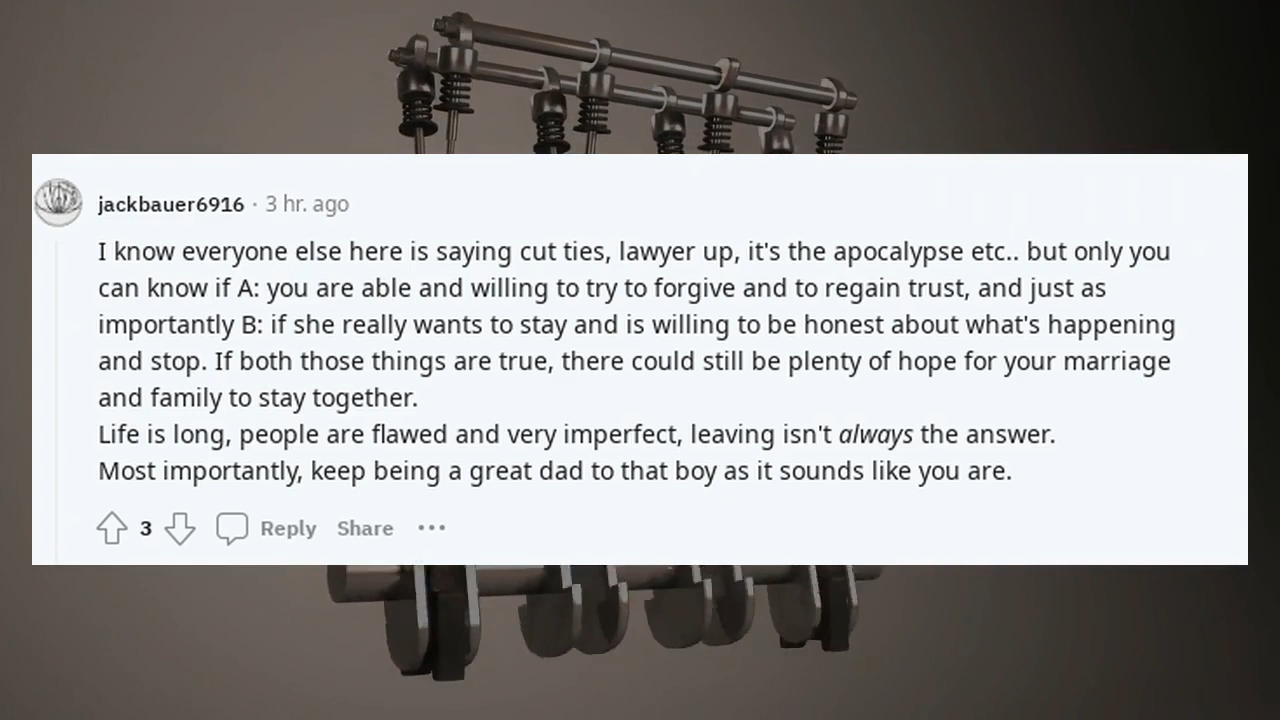 jackbauer6916 · 3 hr. ago
I know everyone else here is saying cut ties, lawyer up, it's the apocalypse etc.. but only you
can know if A: you are able and willing to try to forgive and to regain trust, and just as
importantly B: if she really wants to stay and is willing to be honest about what's happening
and stop. If both those things are true, there could still be plenty of hope for your marriage
and family to stay together.
Life is long, people are flawed and very imperfect, leaving isn't always the answer.
Most importantly, keep being a great dad to that boy as it sounds like you are.
3 Reply Share ...